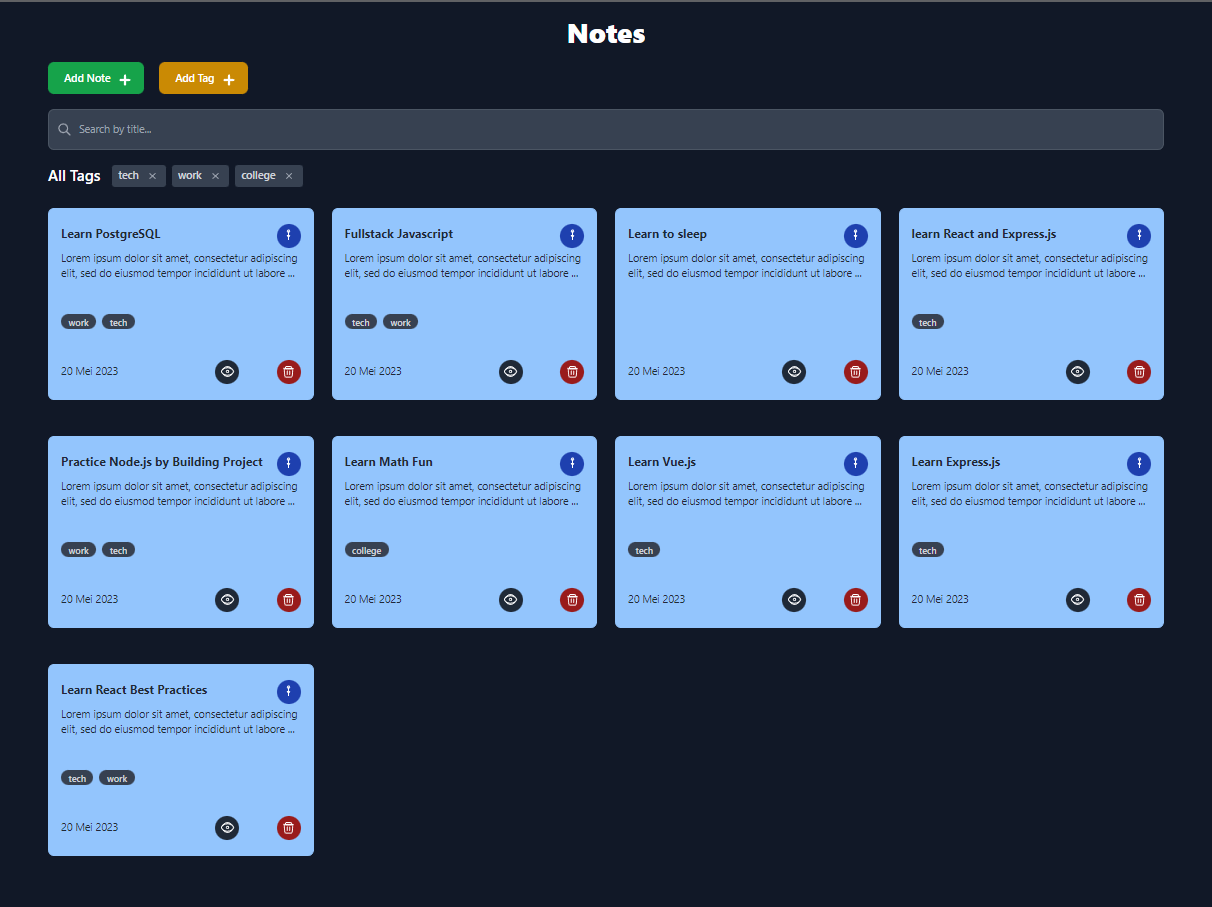 Notes
Add Note
Add Tag
Search by title...
All Tags tech work college
Learn PostgreSQL
Lorem ipsum dolor sit amet, consectetur adipiscing
elit, sed do eiusmod tempor incididunt ut labore ...
work tech
20 Mei 2023
Fullstack Javascript
Lorem ipsum dolor sit amet, consectetur adipiscing
elit, sed do eiusmod tempor incididunt ut labore ...
tech work
20 Mei 2023
Learn to sleep
Lorem ipsum dolor sit amet, consectetur adipiscing
elit, sed do eiusmod tempor incididunt ut labore ...
20 Mei 2023
learn React and Express.js
Lorem ipsum dolor sit amet, consectetur adipiscing
elit, sed do eiusmod tempor incididunt ut labore ...
tech
20 Mei 2023
Practice Node.js by Building Project
Lorem ipsum dolor sit amet, consectetur adipiscing
elit, sed do eiusmod tempor incididunt ut labore ...
work tech
20 Mei 2023
Learn Math Fun
Lorem ipsum dolor sit amet, consectetur adipiscing
elit, sed do eiusmod tempor incididunt ut labore ...
college
20 Mei 2023
Learn Vue.js
Lorem ipsum dolor sit amet, consectetur adipiscing
elit, sed do eiusmod tempor incididunt ut labore ...
tech
20 Mei 2023
Learn Express.js
Lorem ipsum dolor sit amet, consectetur adipiscing
elit, sed do eiusmod tempor incididunt ut labore ...
tech
20 Mei 2023
Learn React Best Practices
Lorem ipsum dolor sit amet, consectetur adipiscing
elit, sed do eiusmod tempor incididunt ut labore ...
tech work
20 Mei 2023